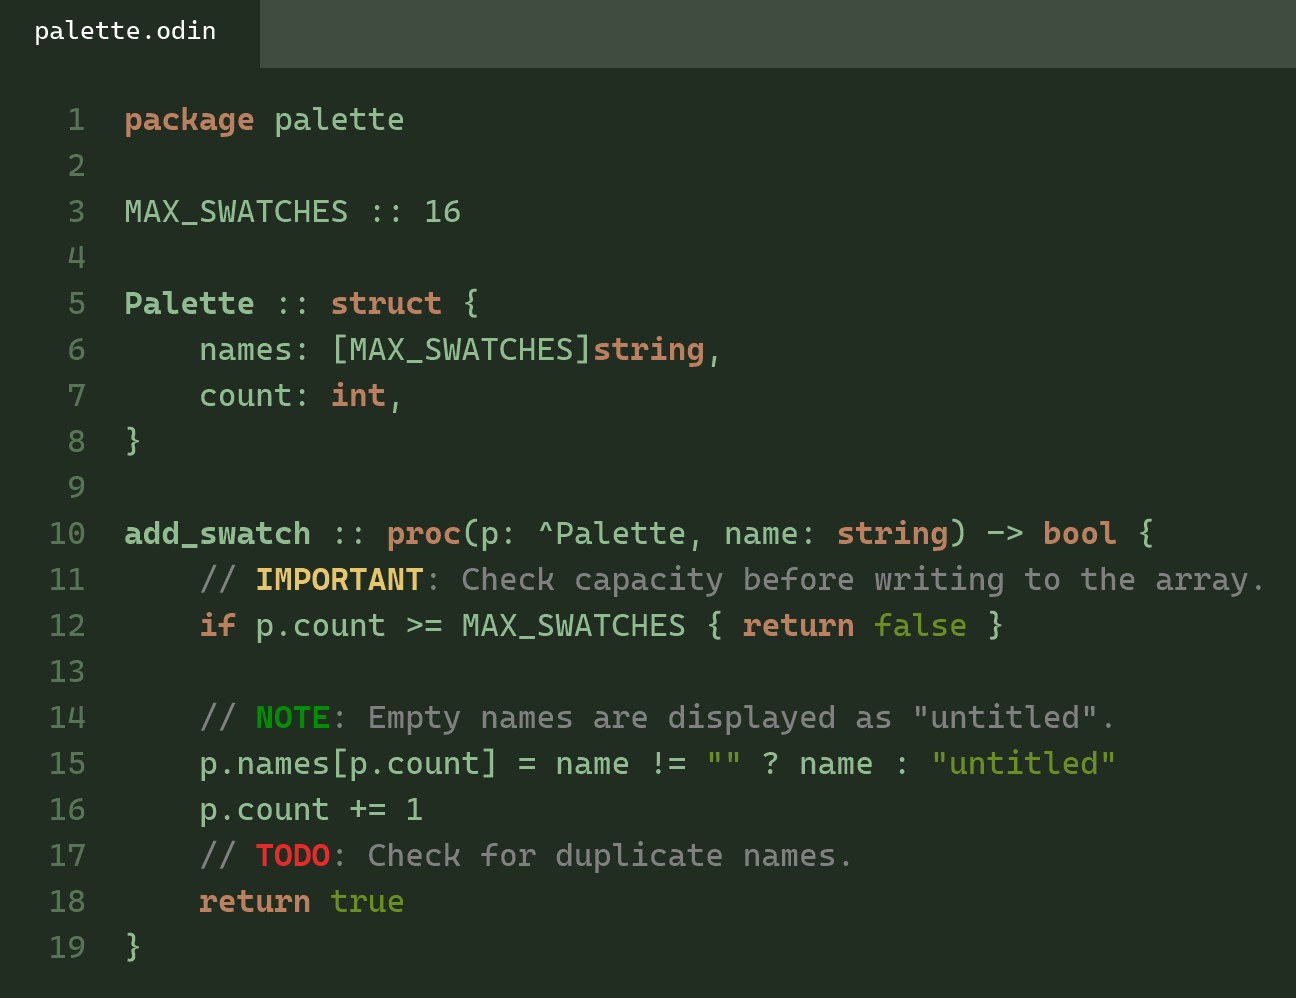 palette.odin
1 package palette
2
3 MAX_SWATCHES :: 16
4
5 Palette :: struct {
6     names: [MAX_SWATCHES]string,
7     count: int,
8 }
9
10 add_swatch :: proc(p: ^Palette, name: string) -> bool {
11     // IMPORTANT: Check capacity before writing to the array.
12     if p.count >= MAX_SWATCHES { return false }
13
14     // NOTE: Empty names are displayed as "untitled".
15     p.names[p.count] = name != "" ? name : "untitled"
16     p.count += 1
17     // TODO: Check for duplicate names.
18     return true
19 }